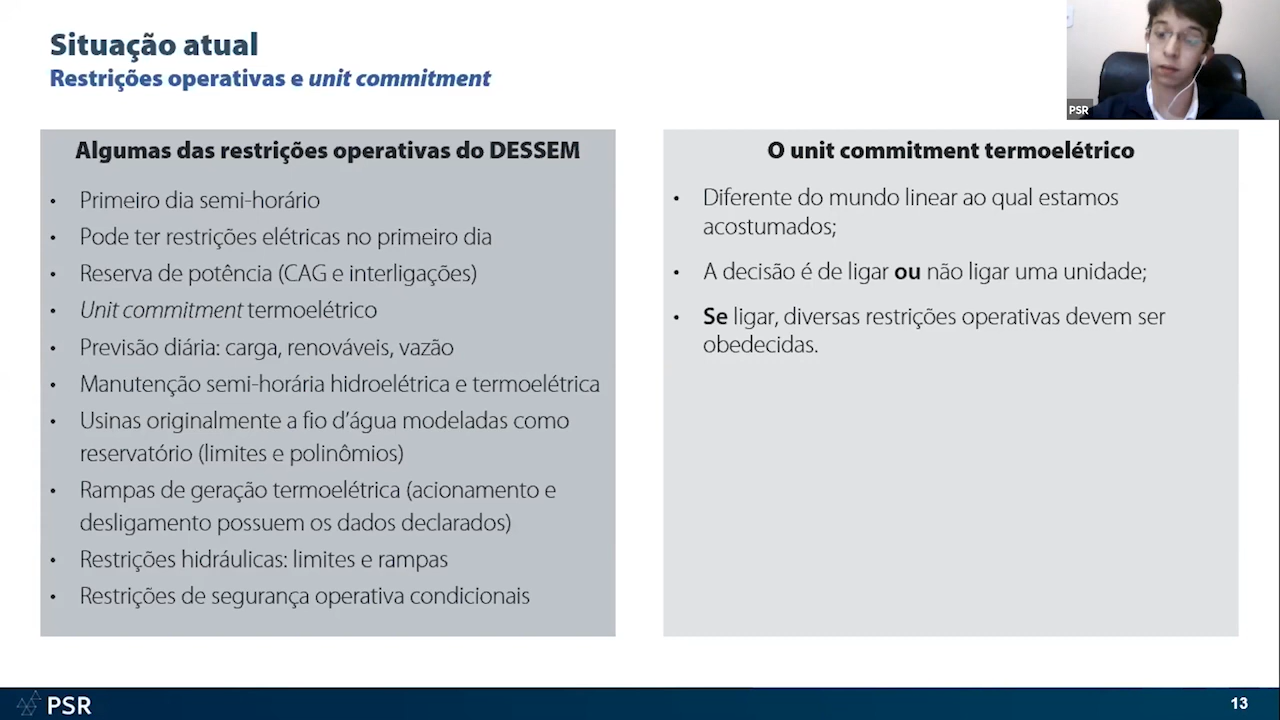 Situação atual
Restrições operativas e unit commitment
PSR
Algumas das restrições operativas do DESSEM
• Primeiro dia semi-horário
• Pode ter restrições elétricas no primeiro dia
• Reserva de potência (CAG e interligações)
• Unit commitment termoelétrico
• Previsão diária: carga, renováveis, vazão
• Manutenção semi-horária hidroelétrica e termoelétrica
• Usinas originalmente a fio d’água modeladas como
reservatório (limites e polinômios)
• Rampas de geração termoelétrica (acionamento e
desligamento possuem os dados declarados)
• Restrições hidráulicas: limites e rampas
• Restrições de segurança operativa condicionais
O unit commitment termoelétrico
• Diferente do mundo linear ao qual estamos
acostumados;
• A decisão é de ligar ou não ligar uma unidade;
• Se ligar, diversas restrições operativas devem ser
obedecidas.
PSR
13